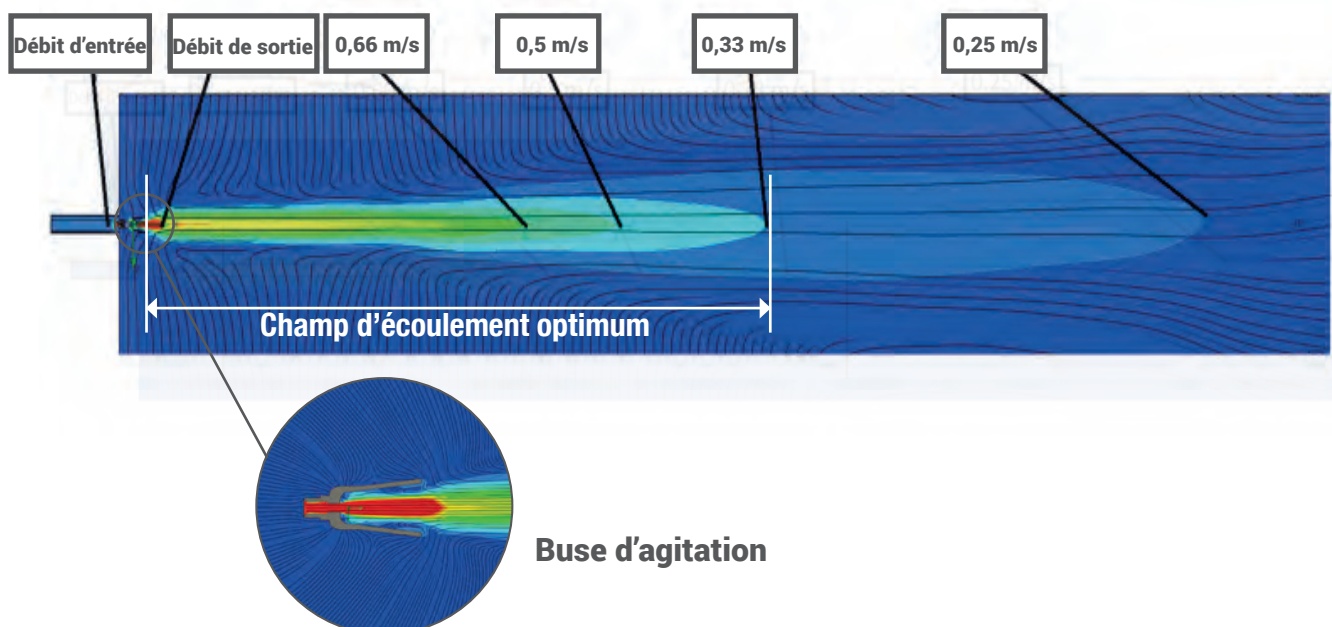 Débit d'entrée
Débit de sortie
0,66 m/s
0,5 m/s
0,33 m/s
0,25 m/s
Champ d'écoulement optimum
Buse d'agitation